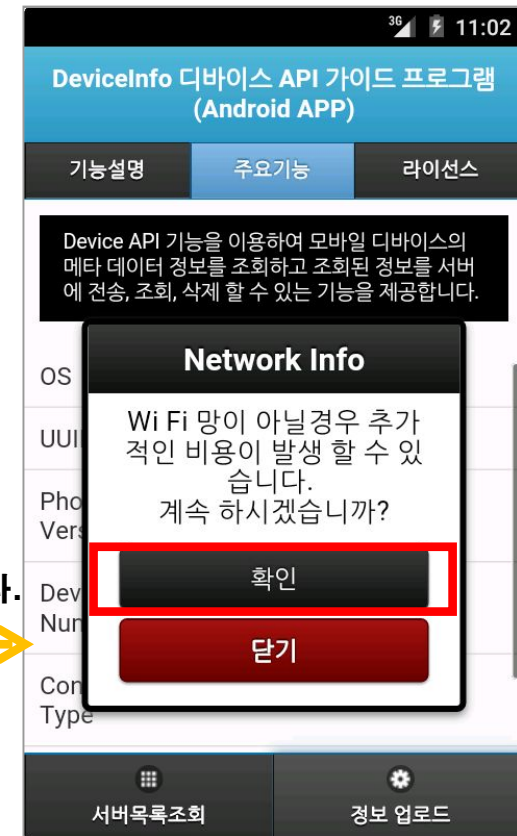 3G 11:02
DeviceInfo 디바이스 API 가이드 프로그램
(Android APP)
기능설명 주요기능 라이선스
Device API 기능을 이용하여 모바일 디바이스의
메타 데이터 정보를 조회하고 조회된 정보를 서버
에 전송, 조회, 삭제 할 수 있는 기능을 제공합니다.
Network Info
OS
Wi Fi 망이 아닐경우 추가
적인 비용이 발생 할 수 있
습니다.
계속 하시겠습니까?
UUI
Pho
Vers
확인
Dev
Num
닫기
Con
Type
서버목록조회 정보 업로드